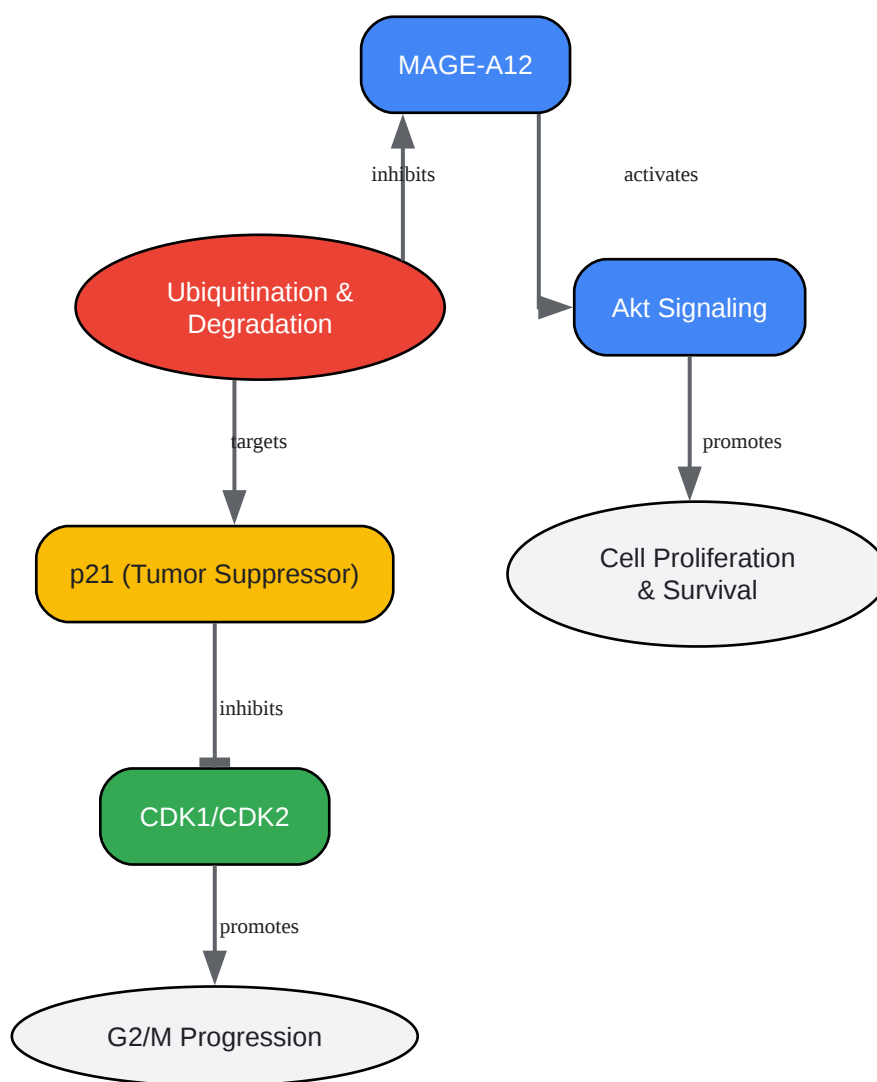 MAGE-A12
inhibits
activates
Ubiquitination &
Degradation
Akt Signaling
targets
promotes
p21 (Tumor Suppressor)
Cell Proliferation
& Survival
inhibits
CDK1/CDK2
promotes
G2/M Progression